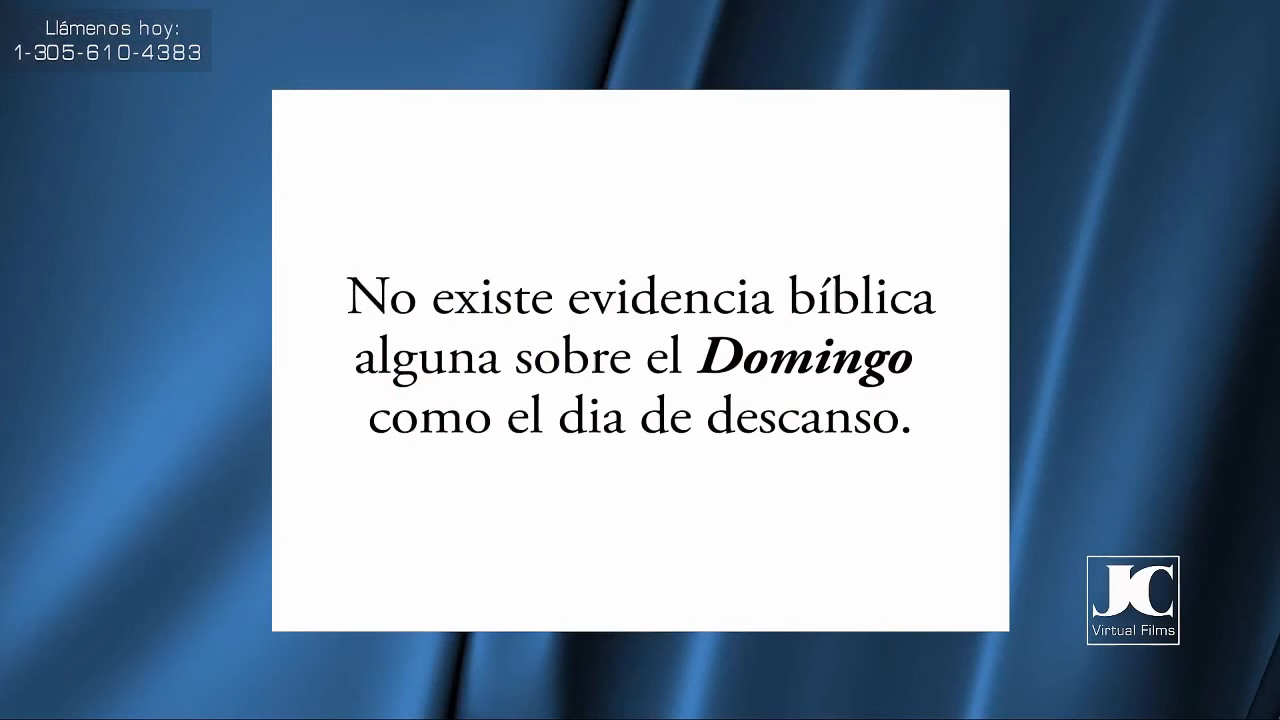 Llámenos hoy:
1-305-610-4383
No existe evidencia bíblica
alguna sobre el Domingo
como el dia de descanso.
JC
Virtual Films